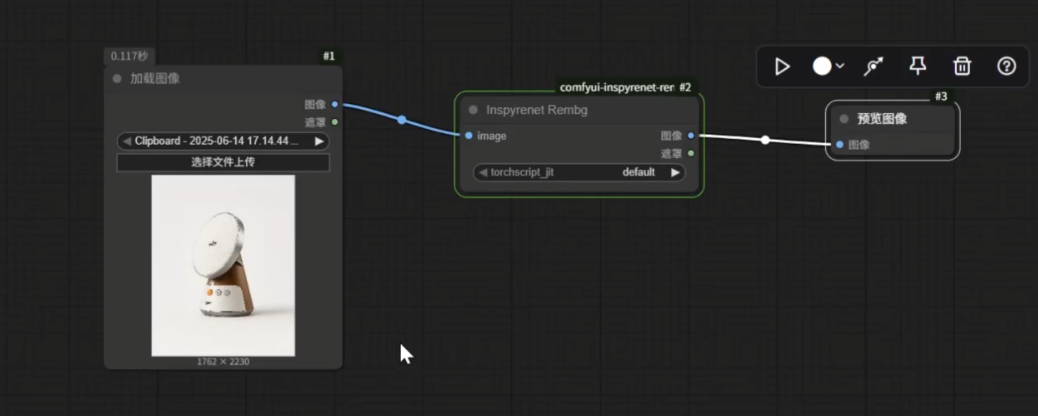 0.117秒
#1
加载图像
图像
遮罩
Clipboard - 2025-06-14 17.14.44 ...
选择文件上传
1762 × 2230
comfyui-inspyrenet-rem #2
Inspyrenet Rembg
image
图像
遮罩
torchscript_jit default
#3
预览图像
图像